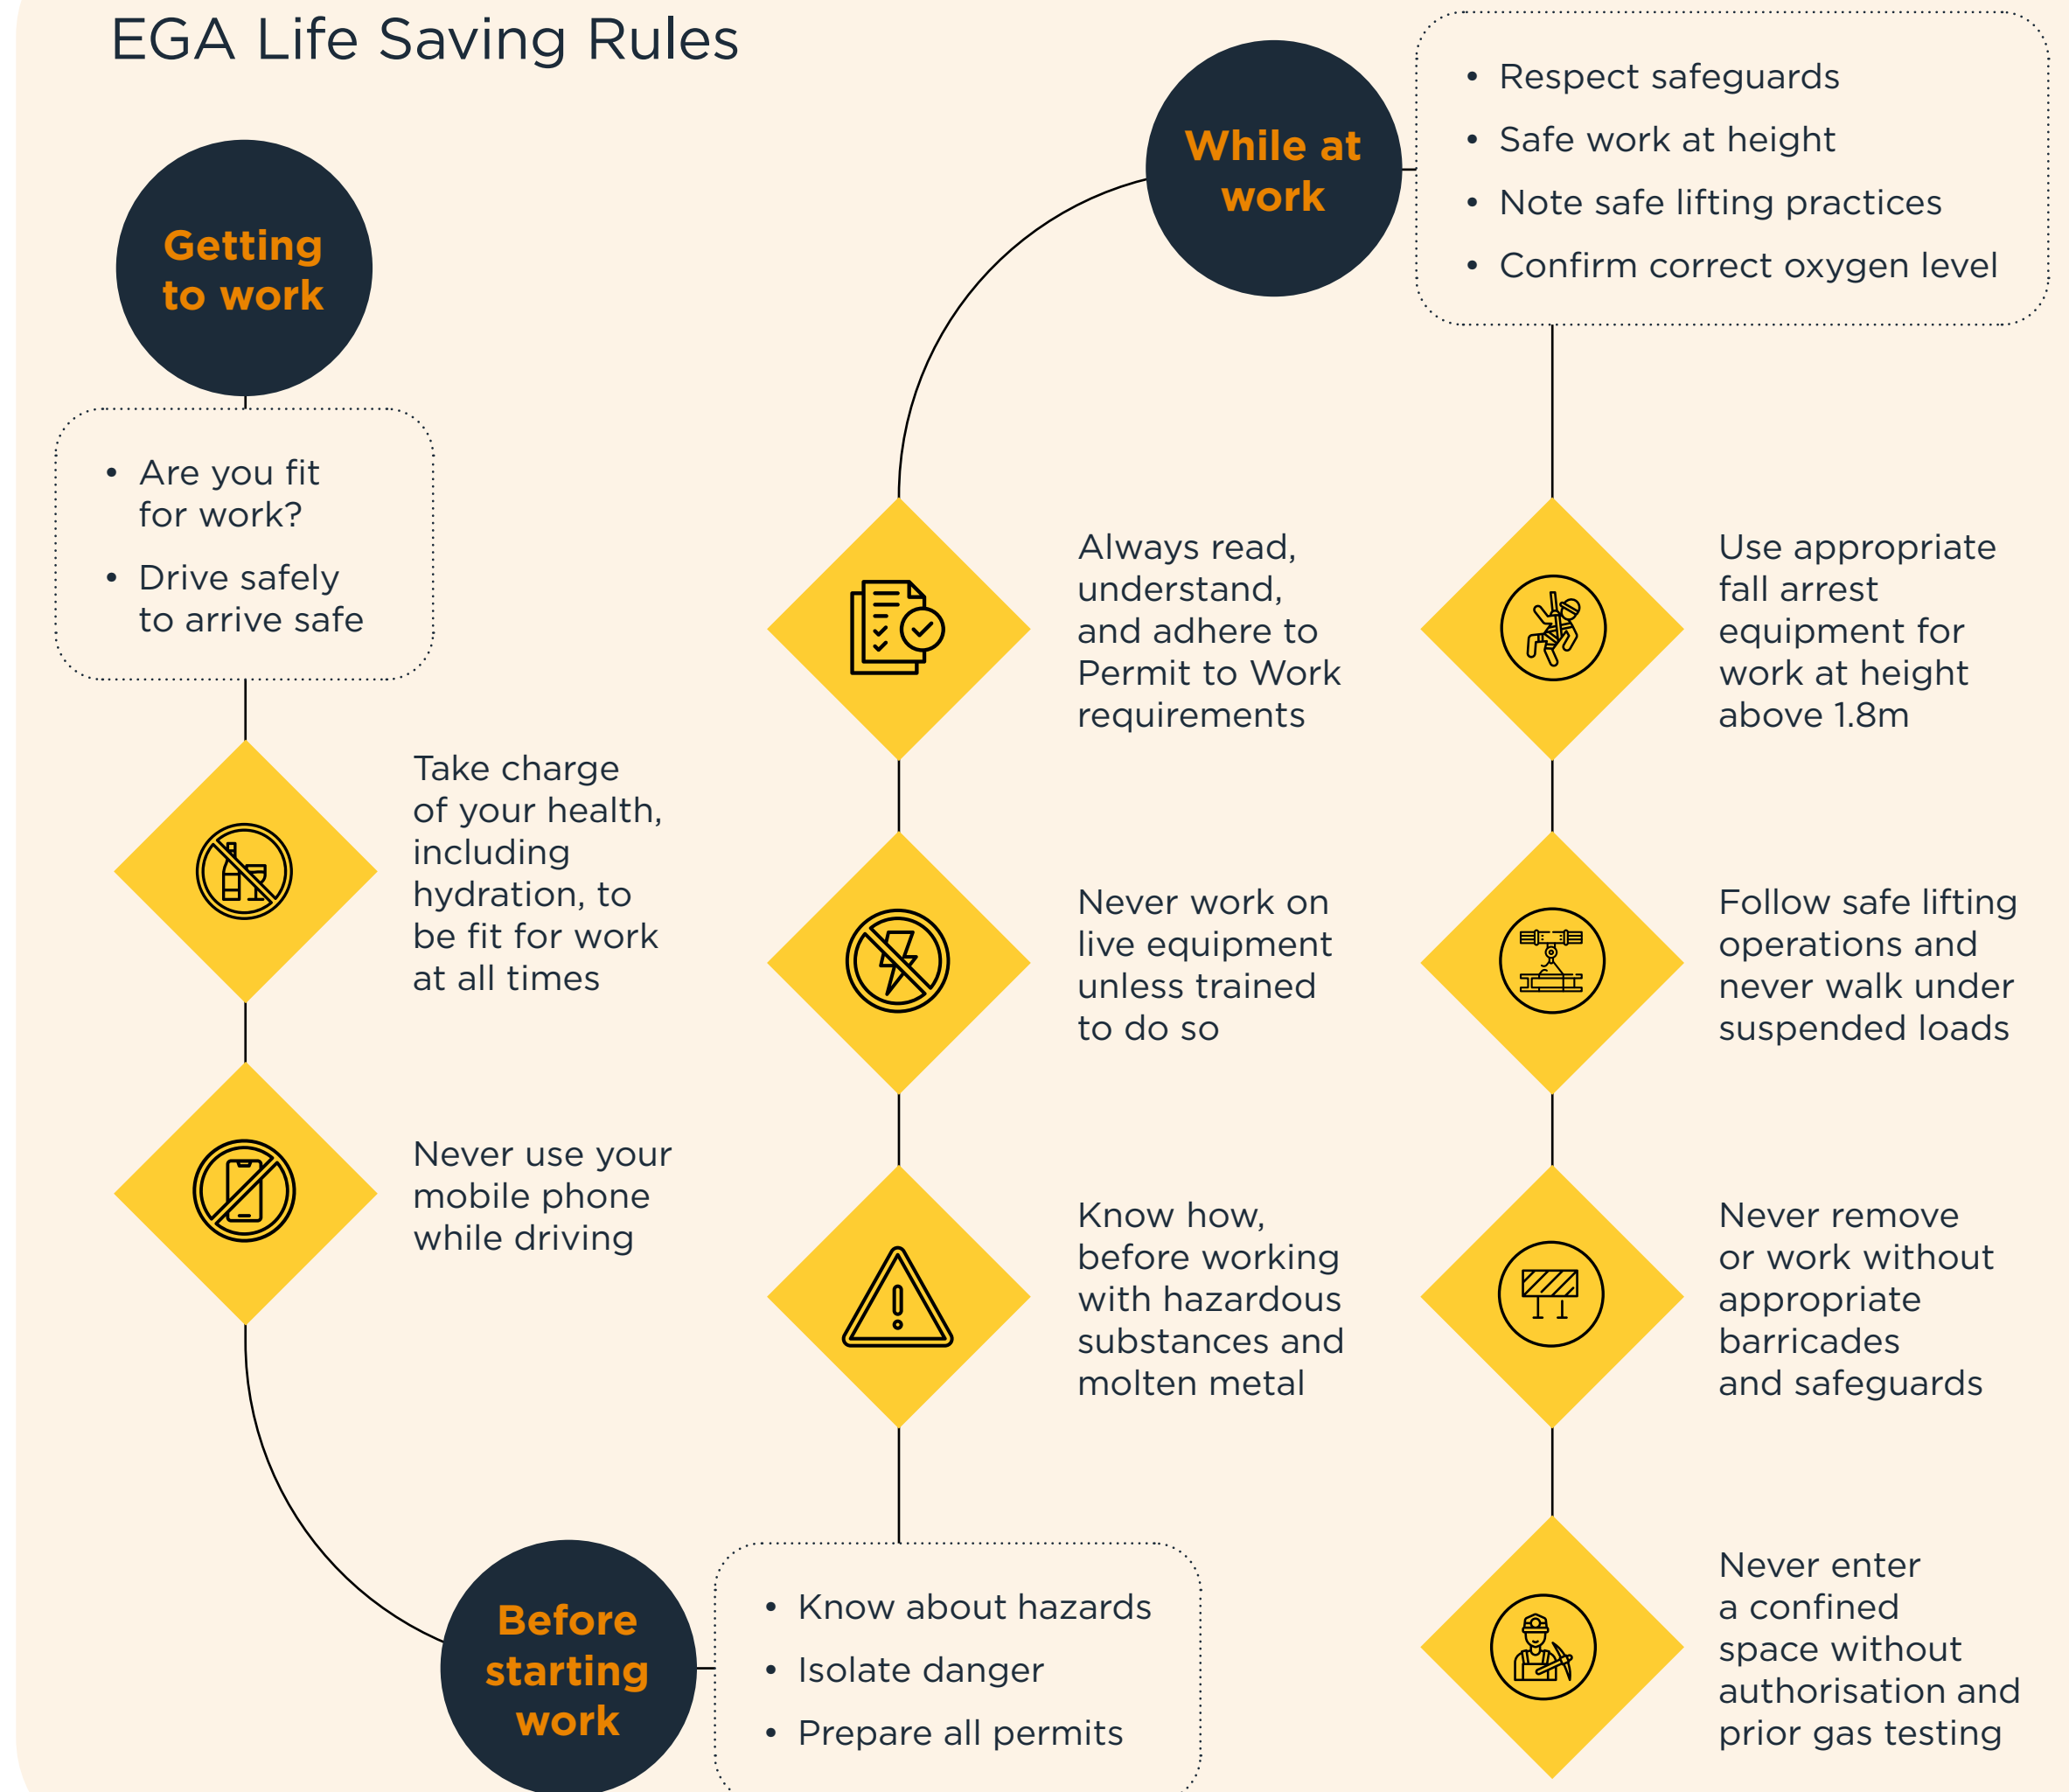 EGA Life Saving Rules
Getting
to work
• Are you fit
for work?
• Drive safely
to arrive safe
Take charge
of your health,
including
hydration, to
be fit for work
at all times
Never use your
mobile phone
while driving
Before
starting
work
• Know about hazards
• Isolate danger
• Prepare all permits
Know how,
before working
with hazardous
substances and
molten metal
Never work on
live equipment
unless trained
to do so
Always read,
understand,
and adhere to
Permit to Work
requirements
While at
work
• Respect safeguards
• Safe work at height
• Note safe lifting practices
• Confirm correct oxygen level
Use appropriate
fall arrest
equipment for
work at height
above 1.8m
Follow safe lifting
operations and
never walk under
suspended loads
Never remove
or work without
appropriate
barricades
and safeguards
Never enter
a confined
space without
authorisation and
prior gas testing